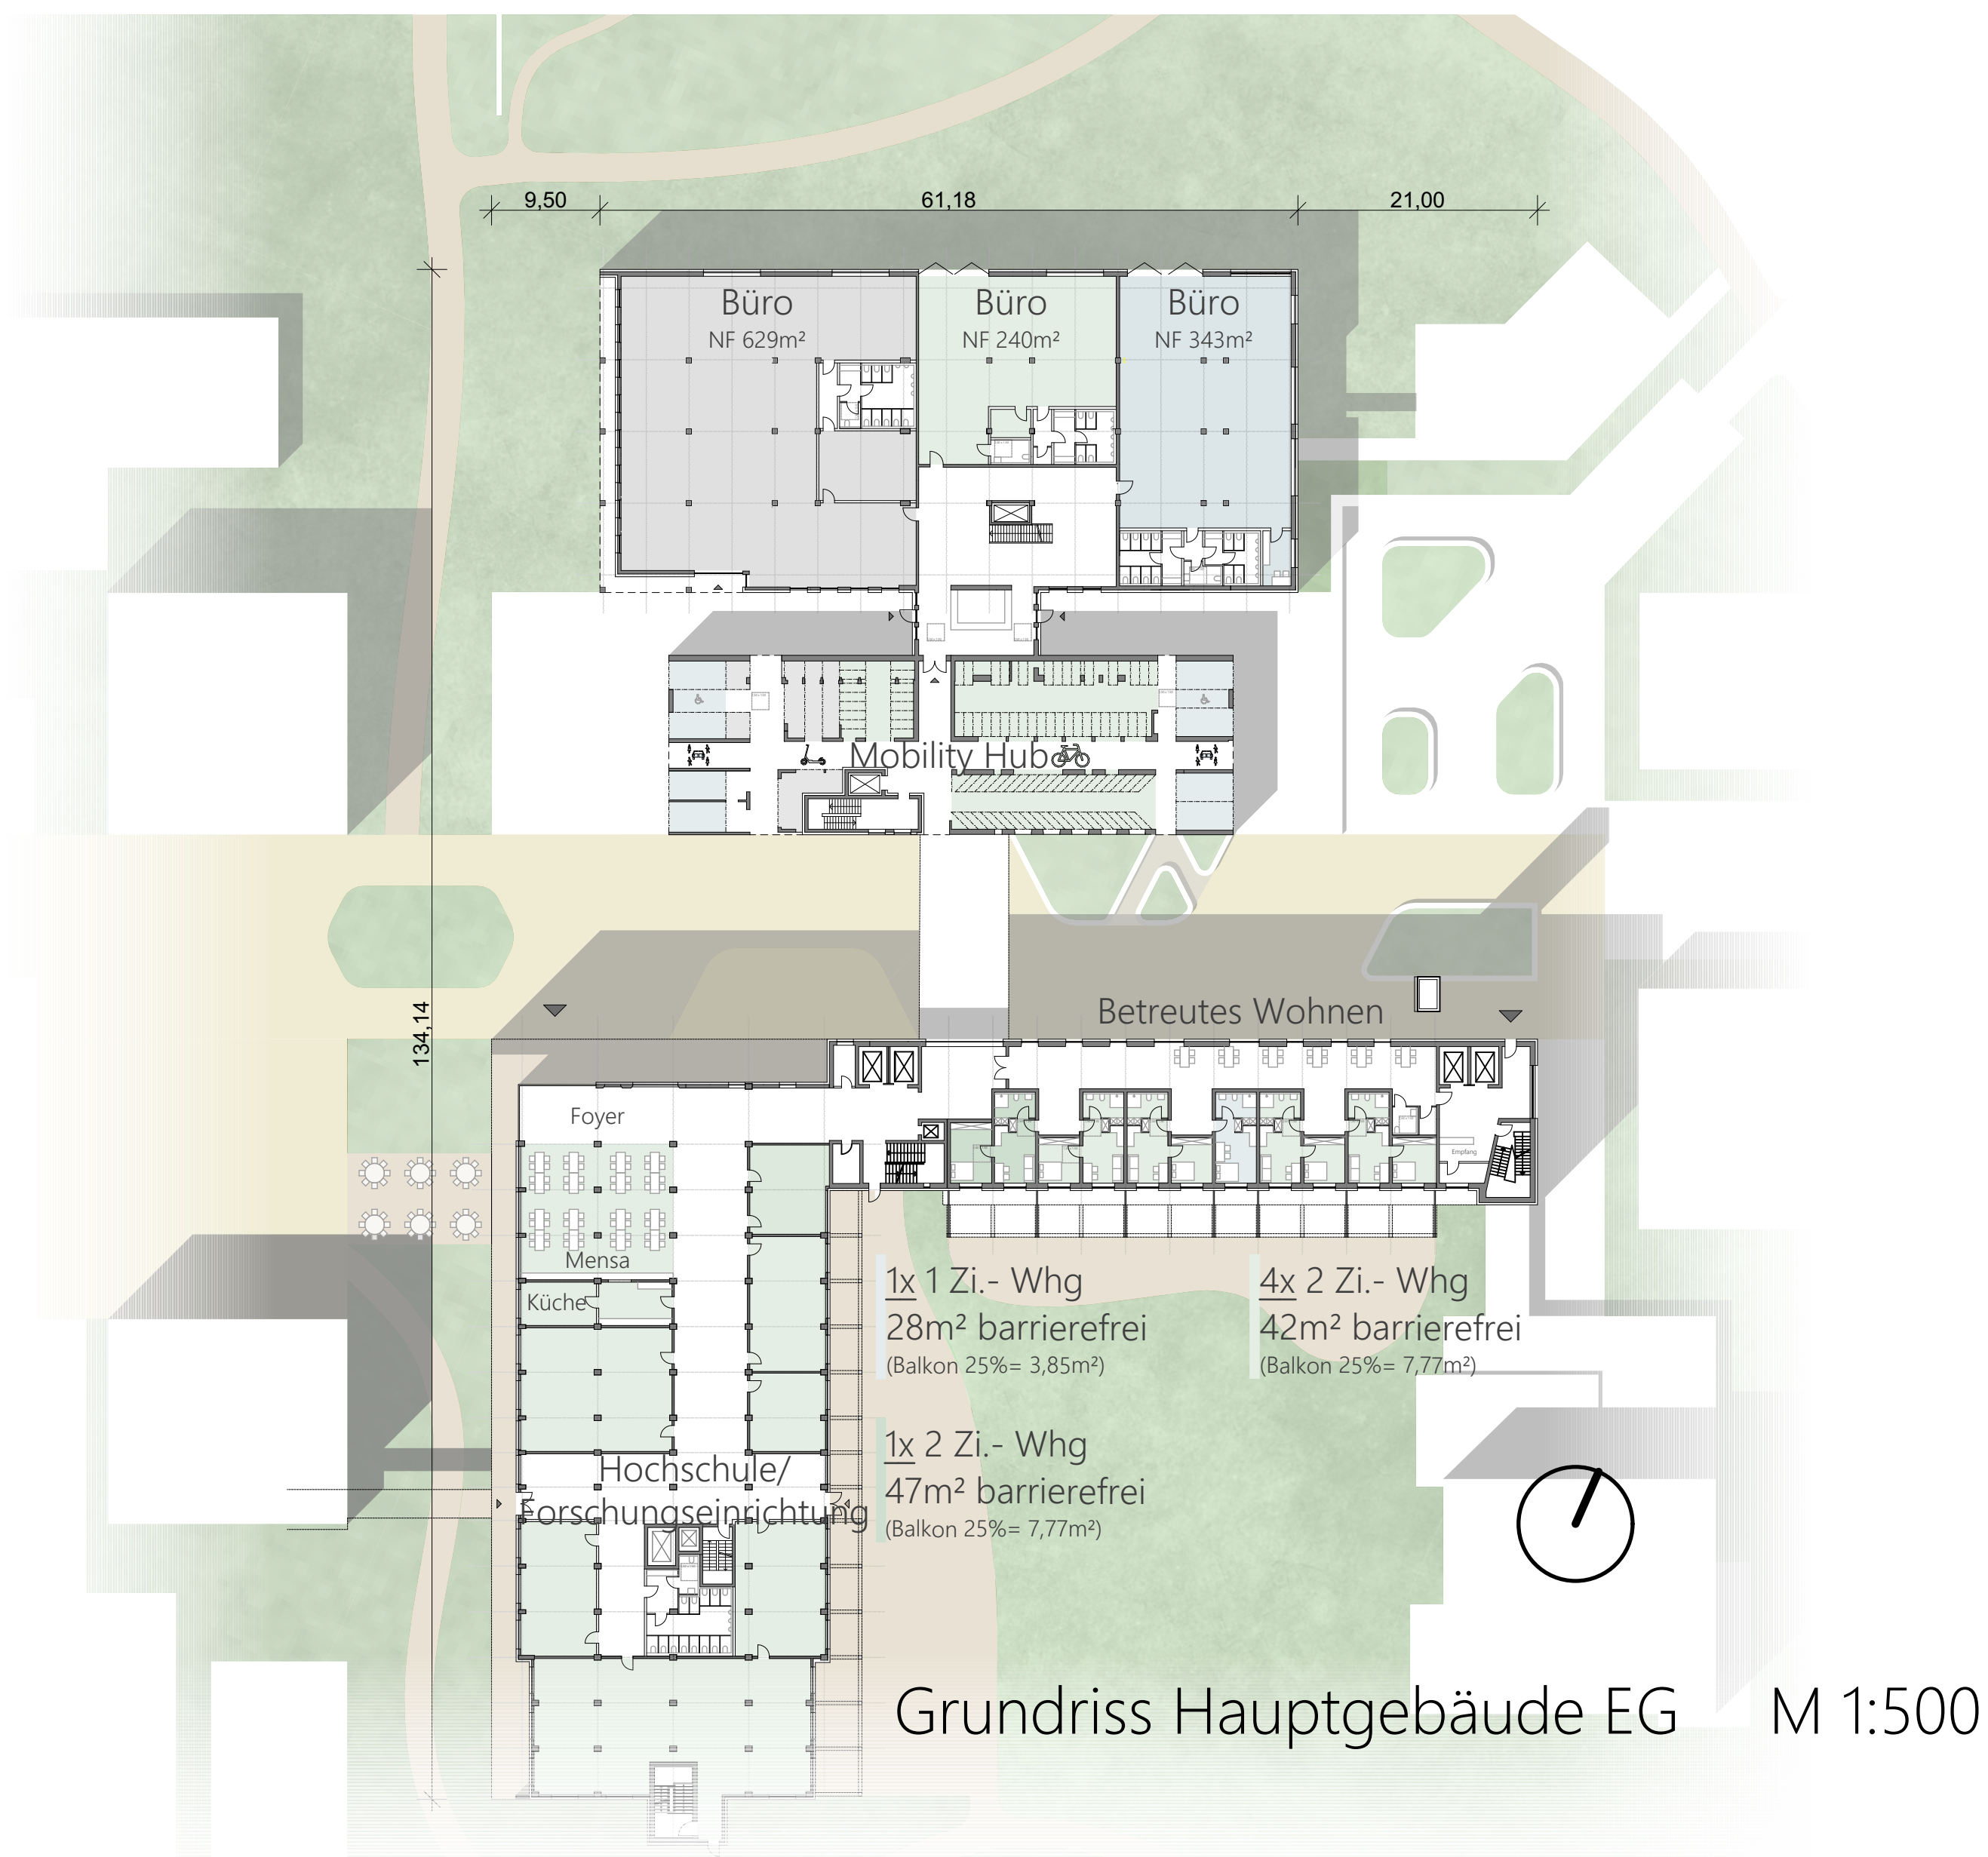 9,50
61,18
21,00
Büro
NF 629m²
Büro
NF 240m²
Büro
NF 343m²
Mobility Hub
134,14
Betreutes Wohnen
Foyer
Empfang
Mensa
Küche
1x 1 Zi.- Whg
28m² barrierefrei
(Balkon 25%= 3,85m²)
4x 2 Zi.- Whg
42m² barrierefrei
(Balkon 25%= 7,77m²)
1x 2 Zi.- Whg
47m² barrierefrei
(Balkon 25%= 7,77m²)
Hochschule/
Forschungseinrichtung
Grundriss Hauptgebäude EG
M 1:500